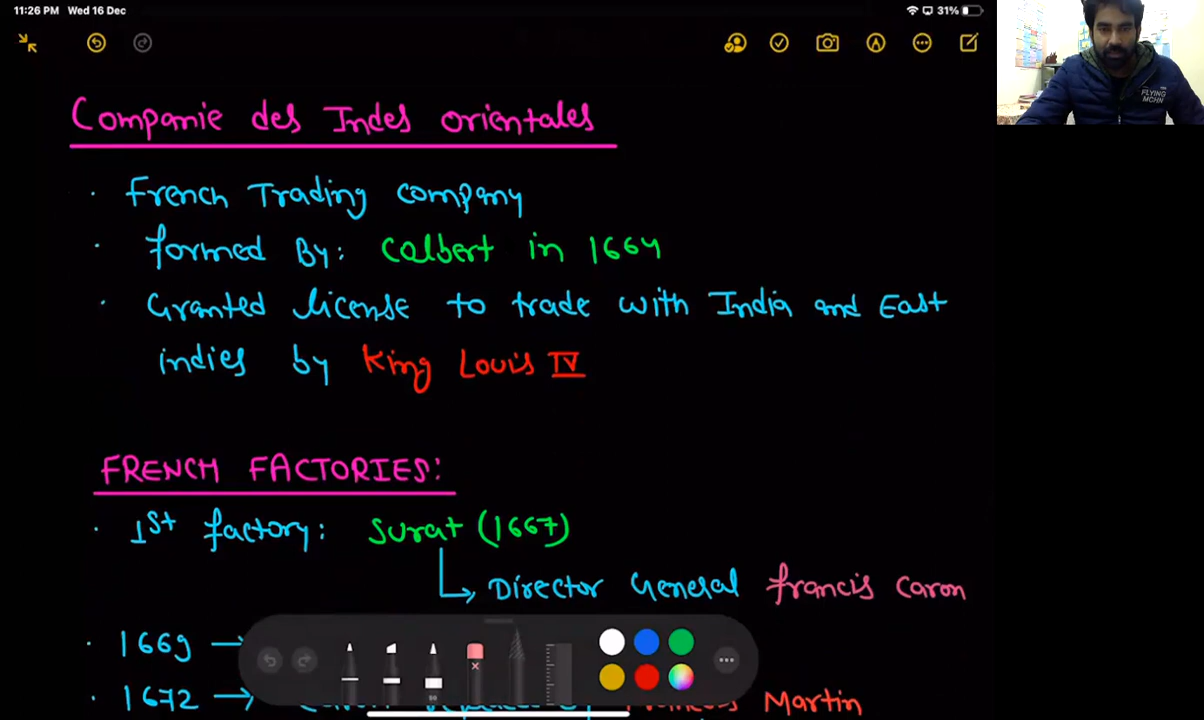 11:26 PM Wed 16 Dec
31%
FLYING
MCHN
Companie des Indes orientales
· French Trading company
· formed By: Colbert in 1664
· Granted license to trade with India and East
indies by King Louis IV
FRENCH FACTORIES:
· 1st factory: Surat (1667)
Director General francis Caron
· 1669 →
· 1672 → Martin